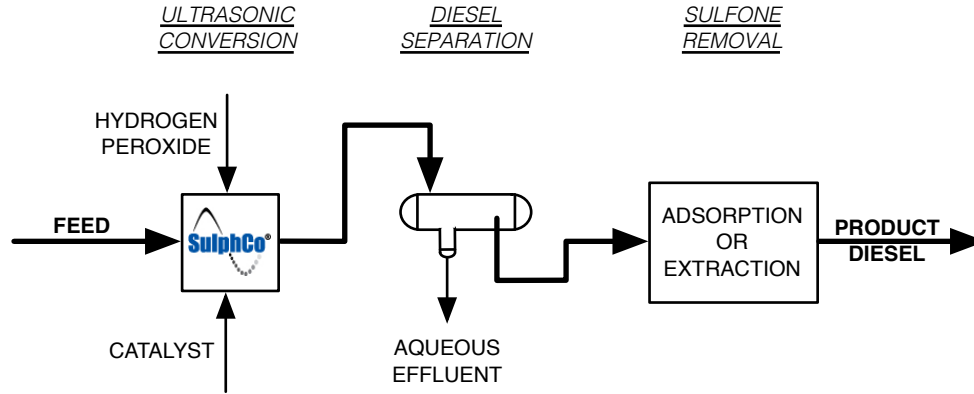 ULTRASONIC
CONVERSION
DIESEL
SEPARATION
SULFONE
REMOVAL
HYDROGEN
PEROXIDE
FEED
SulphCo®
CATALYST
AQUEOUS
EFFLUENT
ADSORPTION
OR
EXTRACTION
PRODUCT
DIESEL